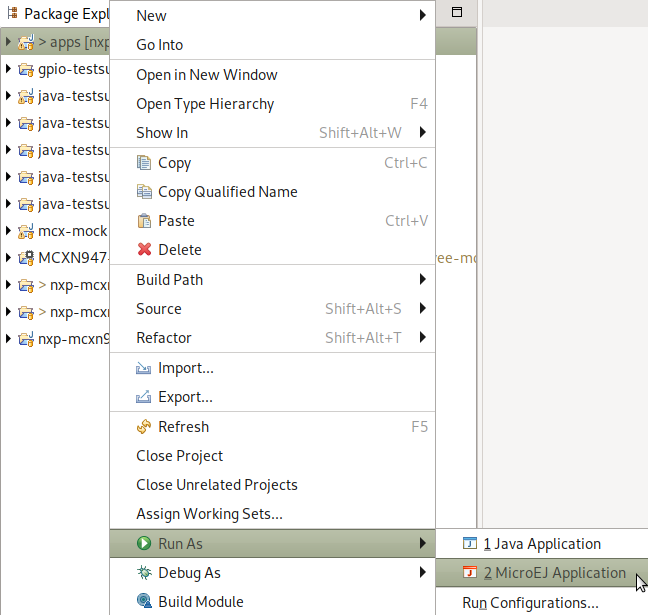 Package Expl
> apps [nxp
gpio-testsu
java-testsu
java-testsu
java-testsu
java-testsu
java-testsu
mcx-mock
MCXN947-
ree-mo
> nxp-mcxn
> nxp-mcxn
nxp-mcxn9
New
Go Into
Open in New Window
Open Type Hierarchy F4
Show In Shift+Alt+W
Copy Ctrl+C
Copy Qualified Name
Paste Ctrl+V
Delete
Build Path
Source Shift+Alt+S
Refactor Shift+Alt+T
Import...
Export...
Refresh F5
Close Project
Close Unrelated Projects
Assign Working Sets...
Run As
Debug As
Build Module
1 Java Application
2 MicroEJ Application
Run Configurations...